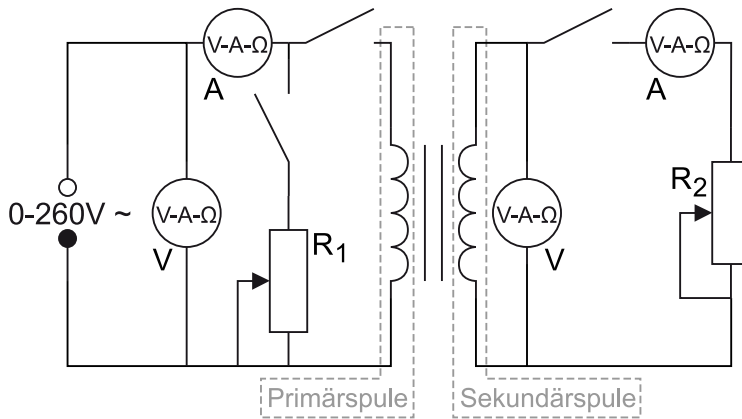 V-A-Ω
A
V-A-Ω
A
0-260V ~
V-A-Ω
V
R1
V-A-Ω
V
R2
Primärspule
Sekundärspule